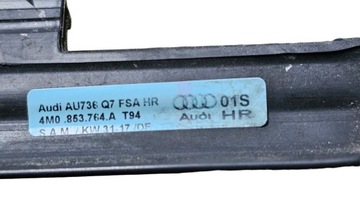 Audi AU736 Q7 FSA HR 01S
4M0 .853.764.A T94 Audi HR
S.A.M. / KW 31.17 /DE